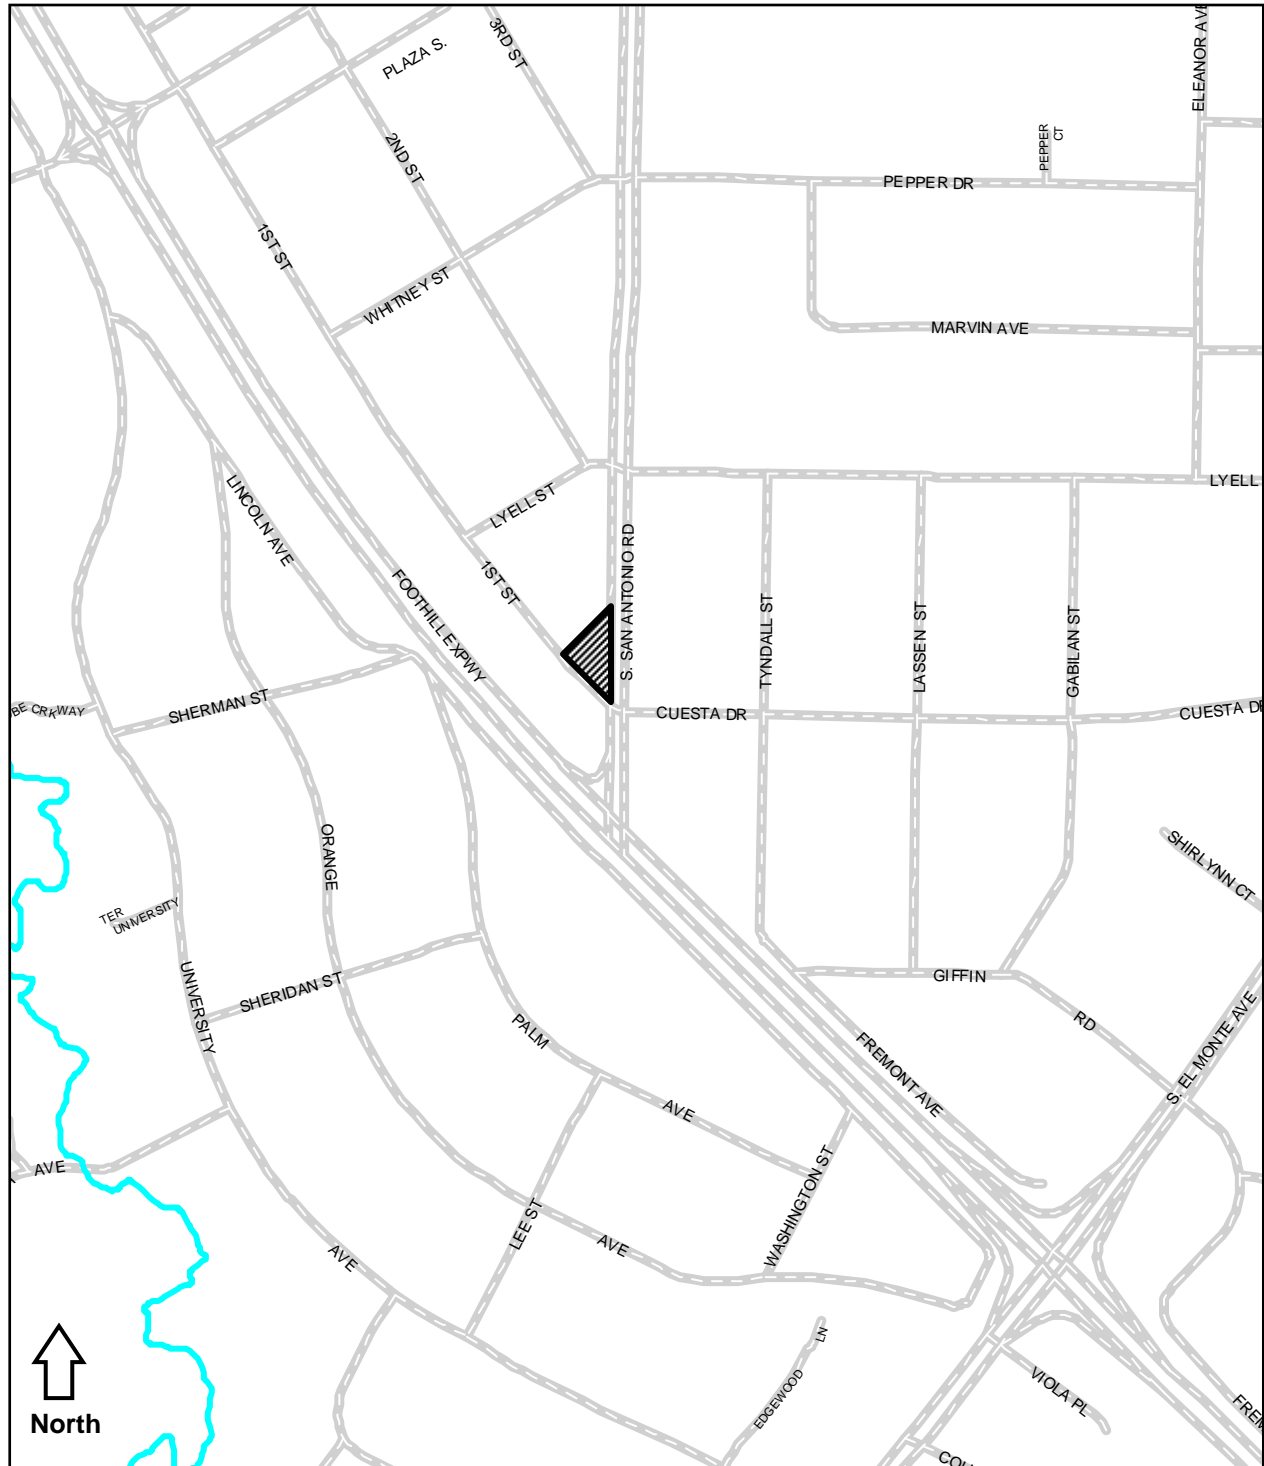 ELEANOR AVE
3RD ST
PLAZA S.
2ND ST
PEPPER
CT
PEPPER DR
1ST ST
WHITNEY ST
MARVIN AVE
LYELL
LYELL ST
LINCOLN AVE
FOOTHILL EXPWY
1ST ST
S. SAN ANTONIO RD
TYNDALL ST
LASSEN ST
GABILAN ST
SHERMAN ST
BE CRK WAY
CUESTA DR
CUESTA DR
ORANGE
SHIRLYNN CT
TER
UNIVERSITY
UNIVERSITY
SHERIDAN ST
GIFFIN
RD
PALM
FREMONT AVE
S. EL MONTE AVE
AVE
AVE
WASHINGTON ST
LEE ST
AVE
AVE
EDGEWOOD
LN
VIOLA PL
North
FREM
COU